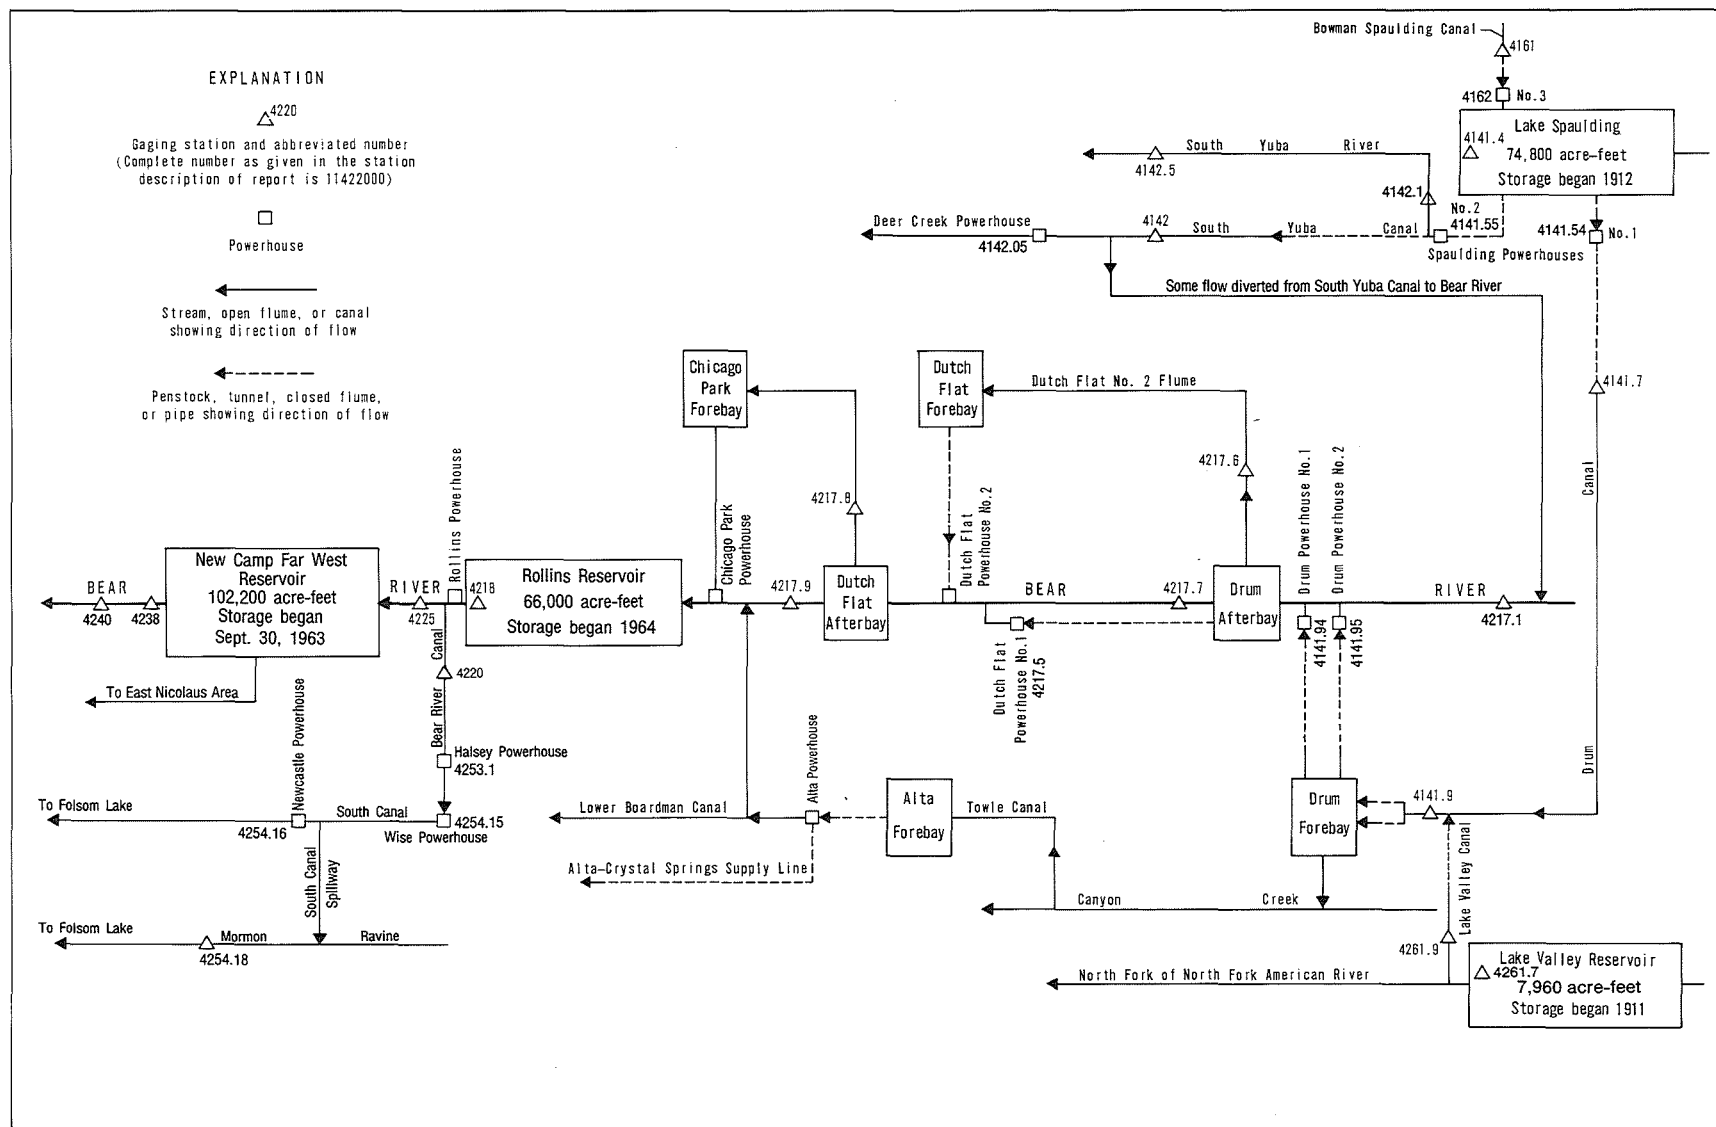 EXPLANATION
4220
Gaging station and abbreviated number
(Complete number as given in the station
description of report is 11422000)
Powerhouse
Stream, open flume, or canal
showing direction of flow
Penstock, tunnel, closed flume,
or pipe showing direction of flow
Bowman Spaulding Canal
4161
4162
No.3
Lake Spaulding
4141.4
74,800 acre-feet
Storage began 1912
South Yuba River
4142.5
4142.1
No.2
4141.55
4141.54
No.1
Deer Creek Powerhouse
4142.05
4142
South Yuba Canal
Spaulding Powerhouses
Some flow diverted from South Yuba Canal to Bear River
Chicago
Park
Forebay
Dutch
Flat
Forebay
Dutch Flat No. 2 Flume
4141.7
Canal
Drum
4217.8
4217.6
Drum Powerhouse No.1
Drum Powerhouse No.2
Rollins Powerhouse
Chicago Park
Powerhouse
Dutch Flat
Powerhouse No.2
BEAR
4240
4238
New Camp Far West
Reservoir
102,200 acre-feet
Storage began
Sept. 30, 1963
RIVER
4225
4218
Rollins Reservoir
66,000 acre-feet
Storage began 1964
4217.9
Dutch
Flat
Afterbay
BEAR
4217.7
Drum
Afterbay
RIVER
4217.1
4141.94
4141.95
Dutch Flat
Powerhouse No.1
4217.5
To East Nicolaus Area
Bear River Canal
4220
Halsey Powerhouse
4253.1
Newcastle Powerhouse
To Folsom Lake
4254.16
South Canal
4254.15
Wise Powerhouse
South Canal
Spillway
To Folsom Lake
Mormon Ravine
4254.18
Alta Powerhouse
Lower Boardman Canal
Alta
Forebay
Towle Canal
Alta-Crystal Springs Supply Line
Drum
Forebay
4141.9
Canyon Creek
Lake Valley Canal
4261.9
North Fork of North Fork American River
Lake Valley Reservoir
4261.7
7,960 acre-feet
Storage began 1911